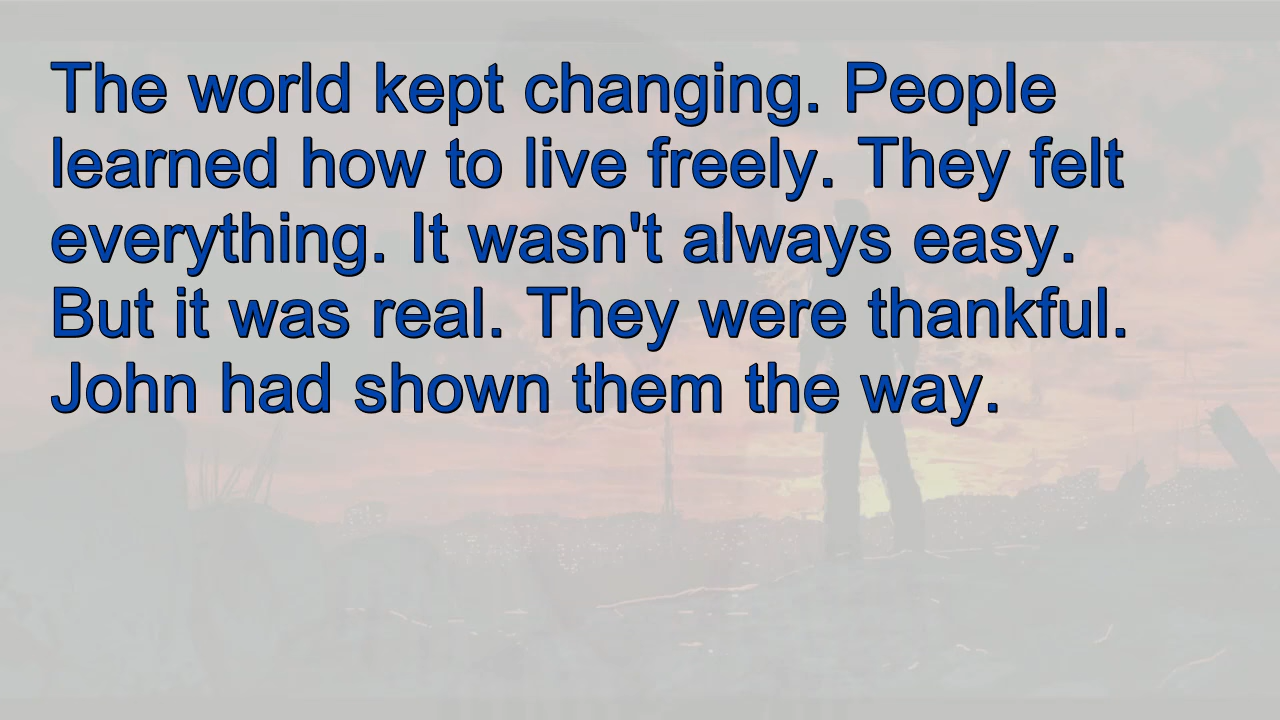 The world kept changing. People
learned how to live freely. They felt
everything. It wasn't always easy.
But it was real. They were thankful.
John had shown them the way.